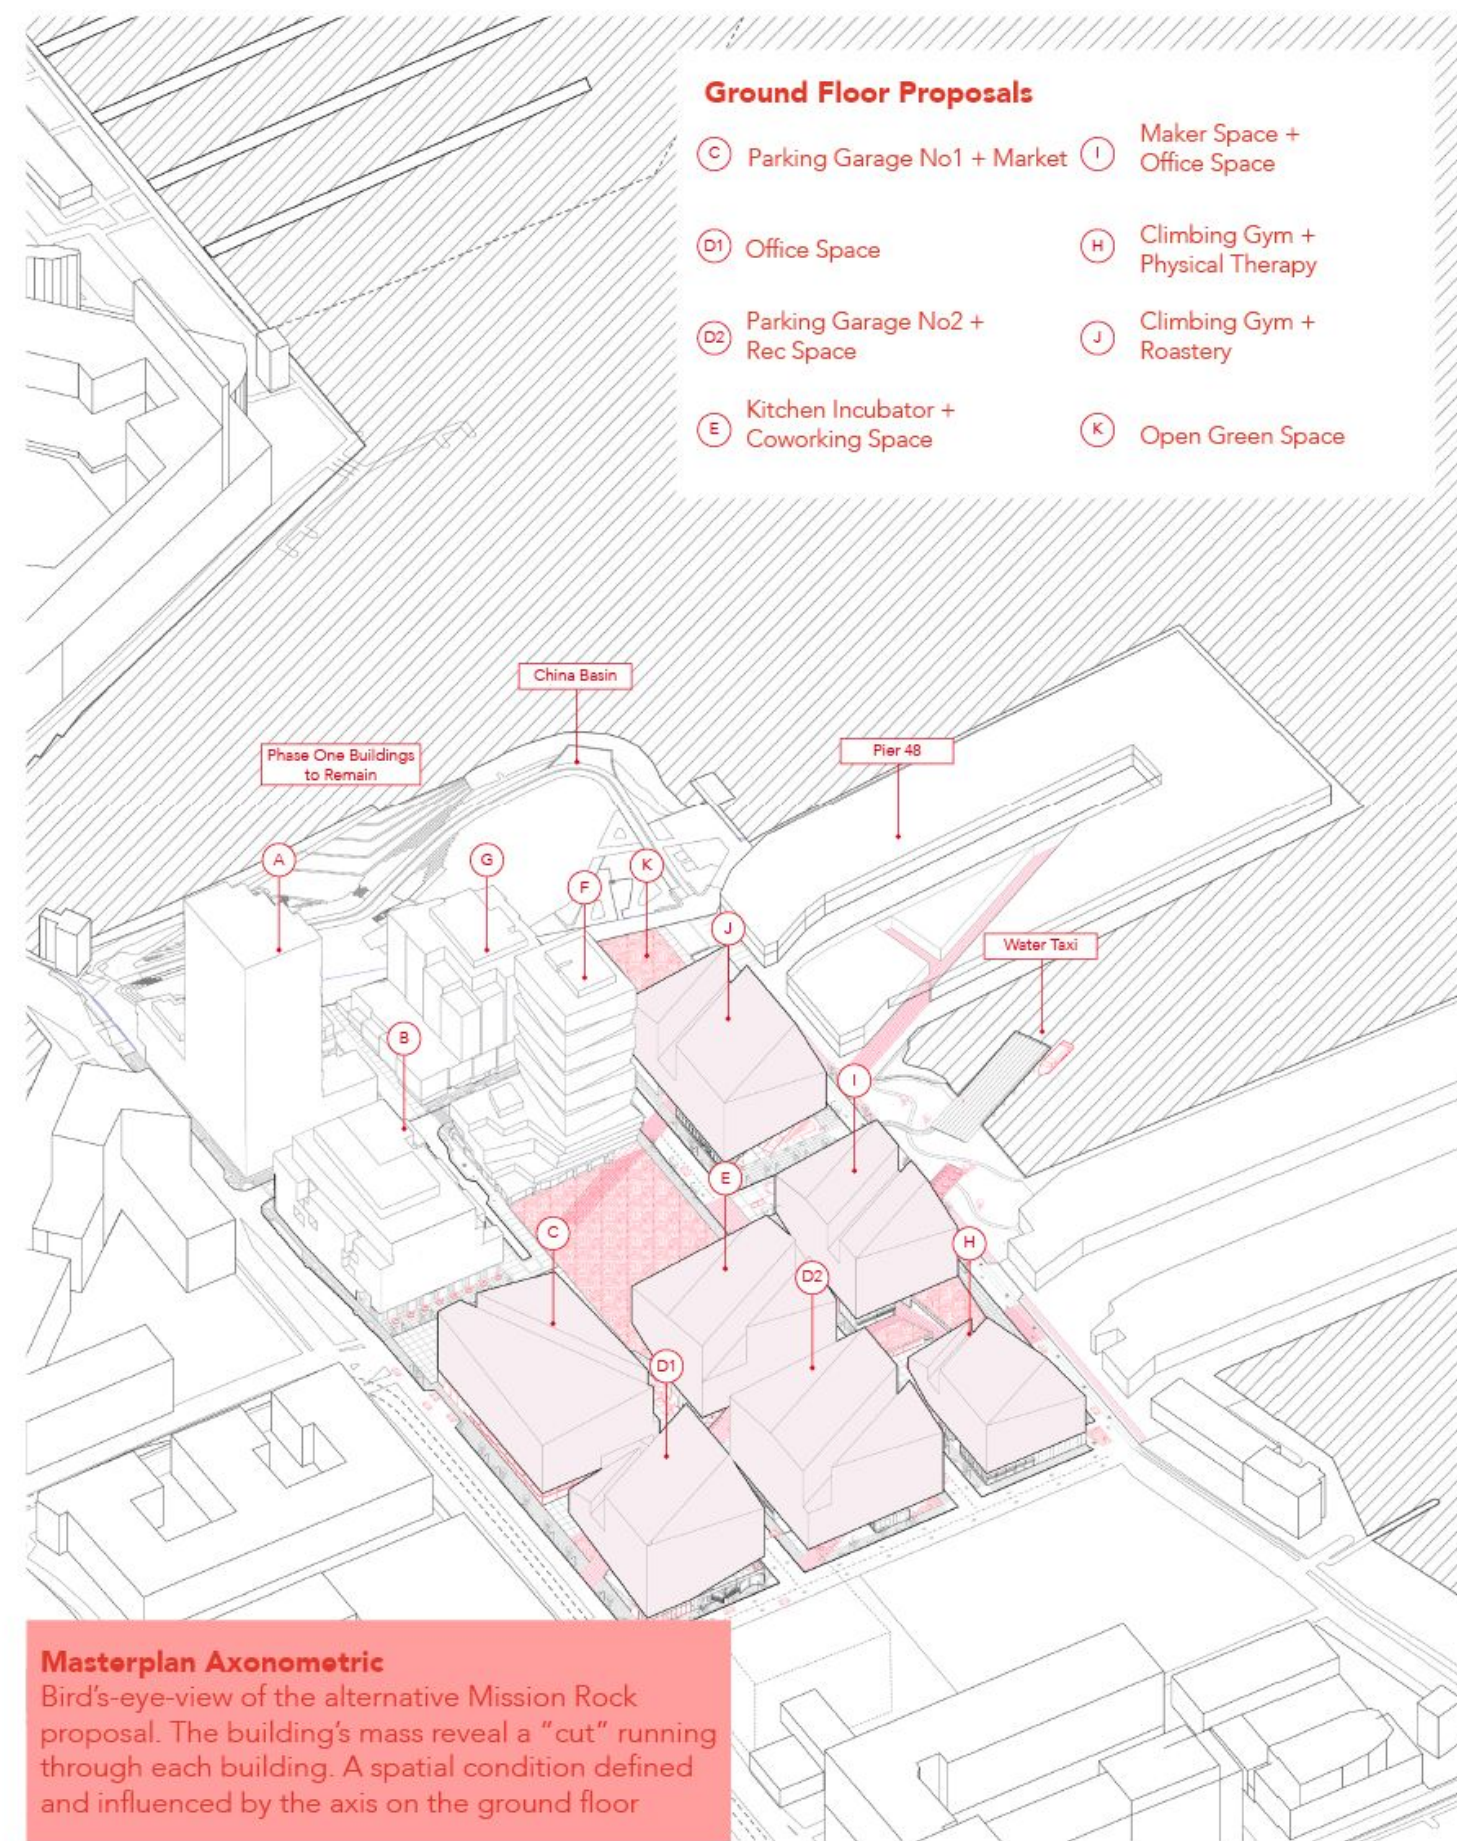 Ground Floor Proposals
C Parking Garage No1 + Market
D1 Office Space
D2 Parking Garage No2 +
Rec Space
E Kitchen Incubator +
Coworking Space
I Maker Space +
Office Space
H Climbing Gym +
Physical Therapy
J Climbing Gym +
Roastery
K Open Green Space
China Basin
Phase One Buildings
to Remain
Pier 48
A
G
K
F
J
Water Taxi
B
I
E
C
H
D2
D1
Masterplan Axonometric
Bird's-eye-view of the alternative Mission Rock
proposal. The building's mass reveal a "cut" running
through each building. A spatial condition defined
and influenced by the axis on the ground floor